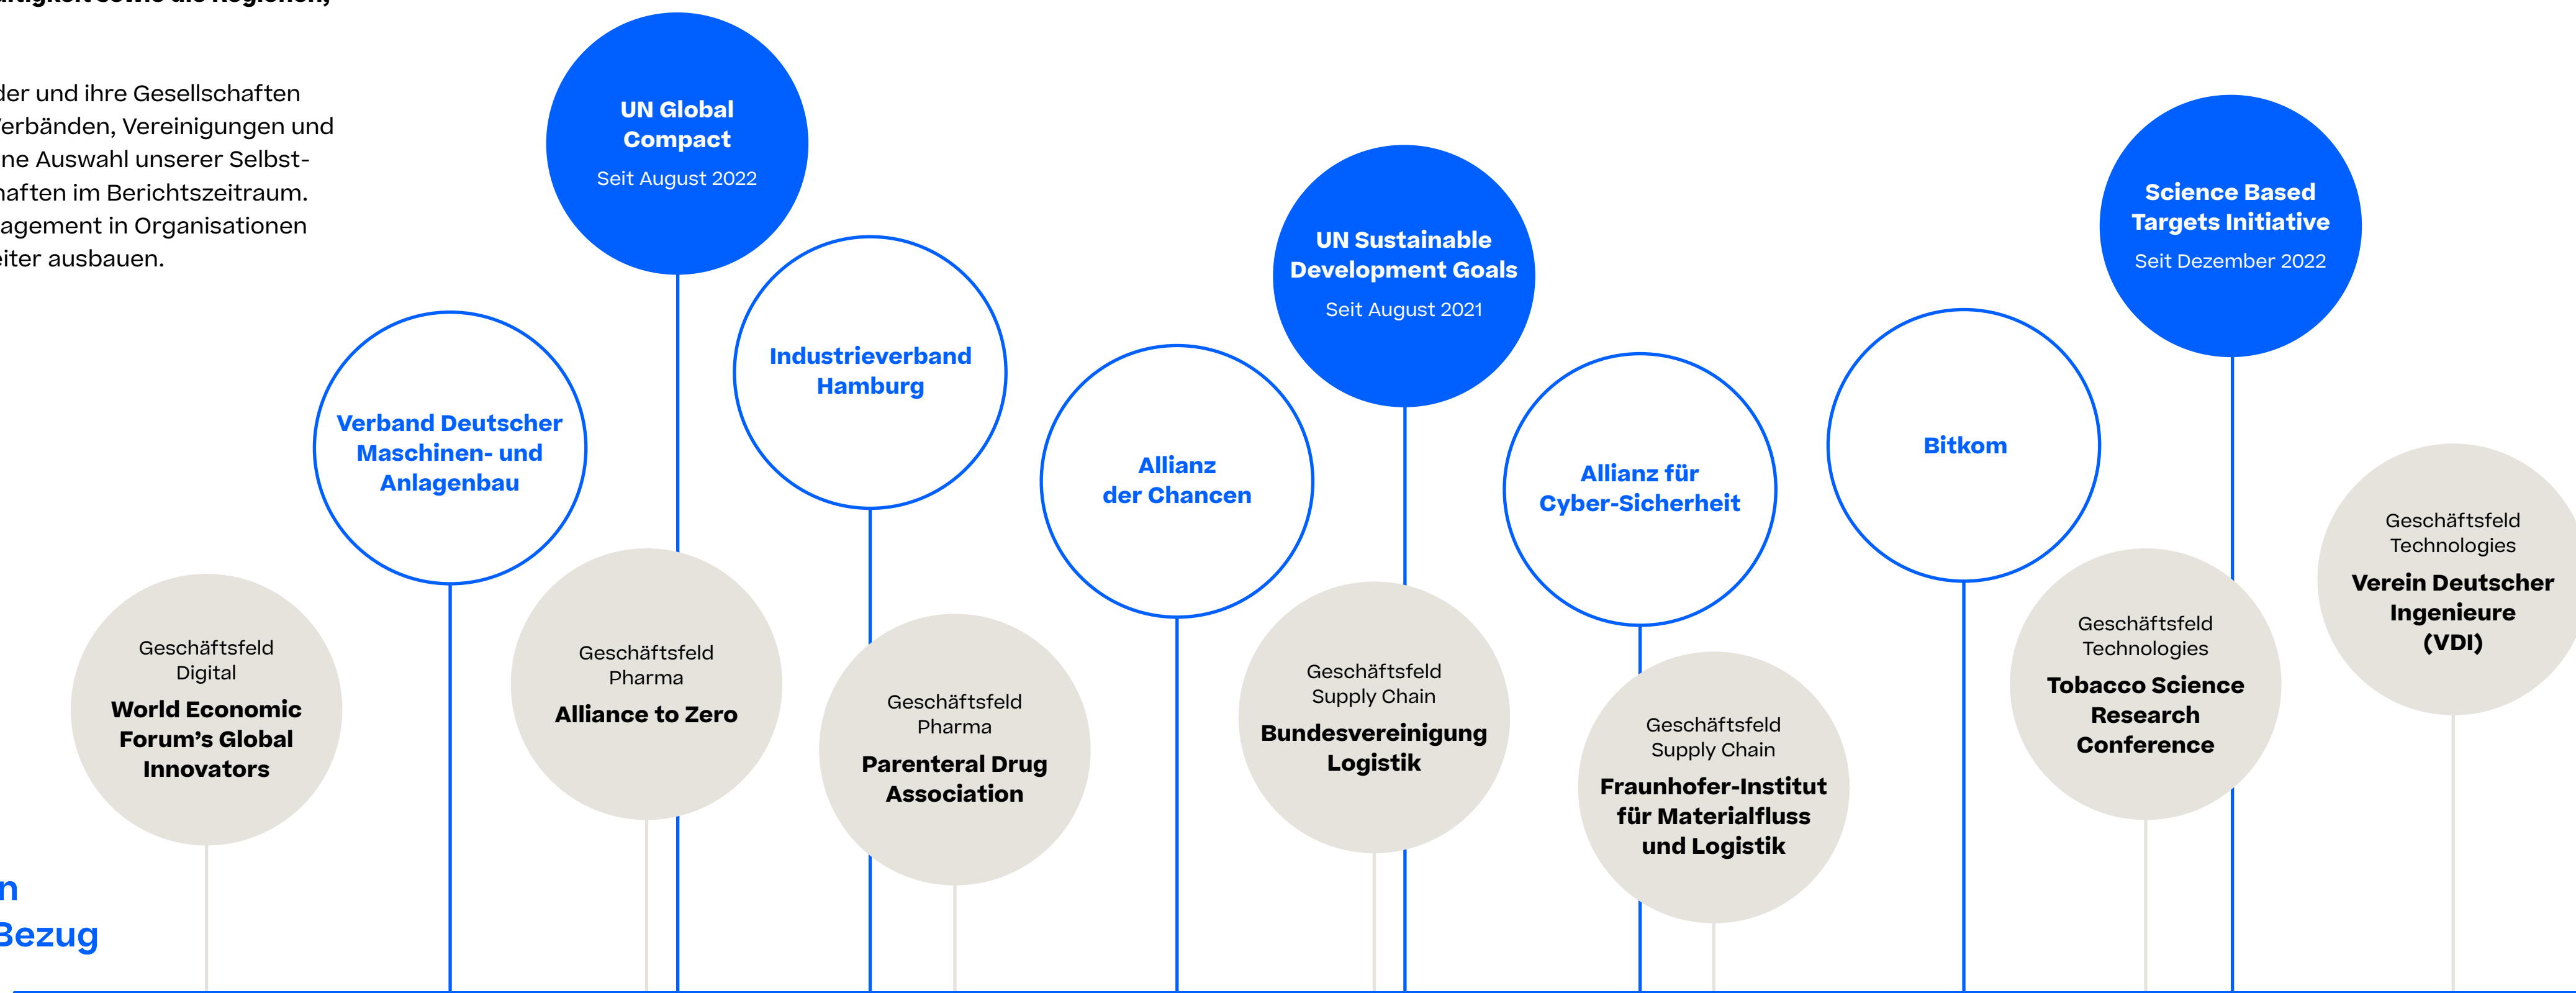 sowie die Regionen,
der und ihre Gesellschaften
Verbänden, Vereinigungen und
ne Auswahl unserer Selbst-
haften im Berichtszeitraum.
agement in Organisationen
eiter ausbauen.
UN Global
Compact
Seit August 2022
Science Based
Targets Initiative
Seit Dezember 2022
UN Sustainable
Development Goals
Seit August 2021
Industrieverband
Hamburg
Verband Deutscher
Maschinen- und
Anlagenbau
Allianz
der Chancen
Allianz für
Cyber-Sicherheit
Bitkom
Geschäftsfeld
Technologies
Verein Deutscher
Ingenieure
(VDI)
Geschäftsfeld
Digital
World Economic
Forum’s Global
Innovators
Geschäftsfeld
Pharma
Alliance to Zero
Geschäftsfeld
Pharma
Parenteral Drug
Association
Geschäftsfeld
Supply Chain
Bundesvereinigung
Logistik
Geschäftsfeld
Supply Chain
Fraunhofer-Institut
für Materialfluss
und Logistik
Geschäftsfeld
Technologies
Tobacco Science
Research
Conference
n
Bezug